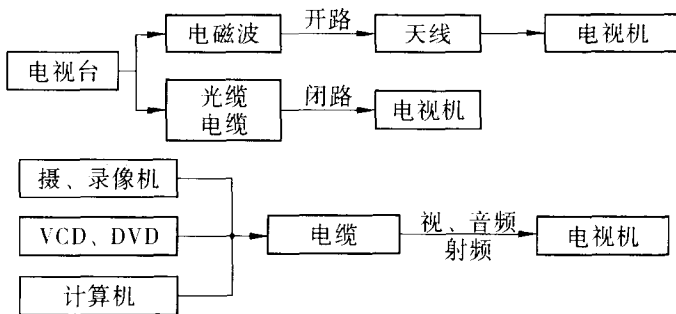 电磁波
开路
天线
电视机
电视台
光缆
电缆
闭路
电视机
摄、录像机
VCD、DVD
计算机
电缆
视、音频
射频
电视机